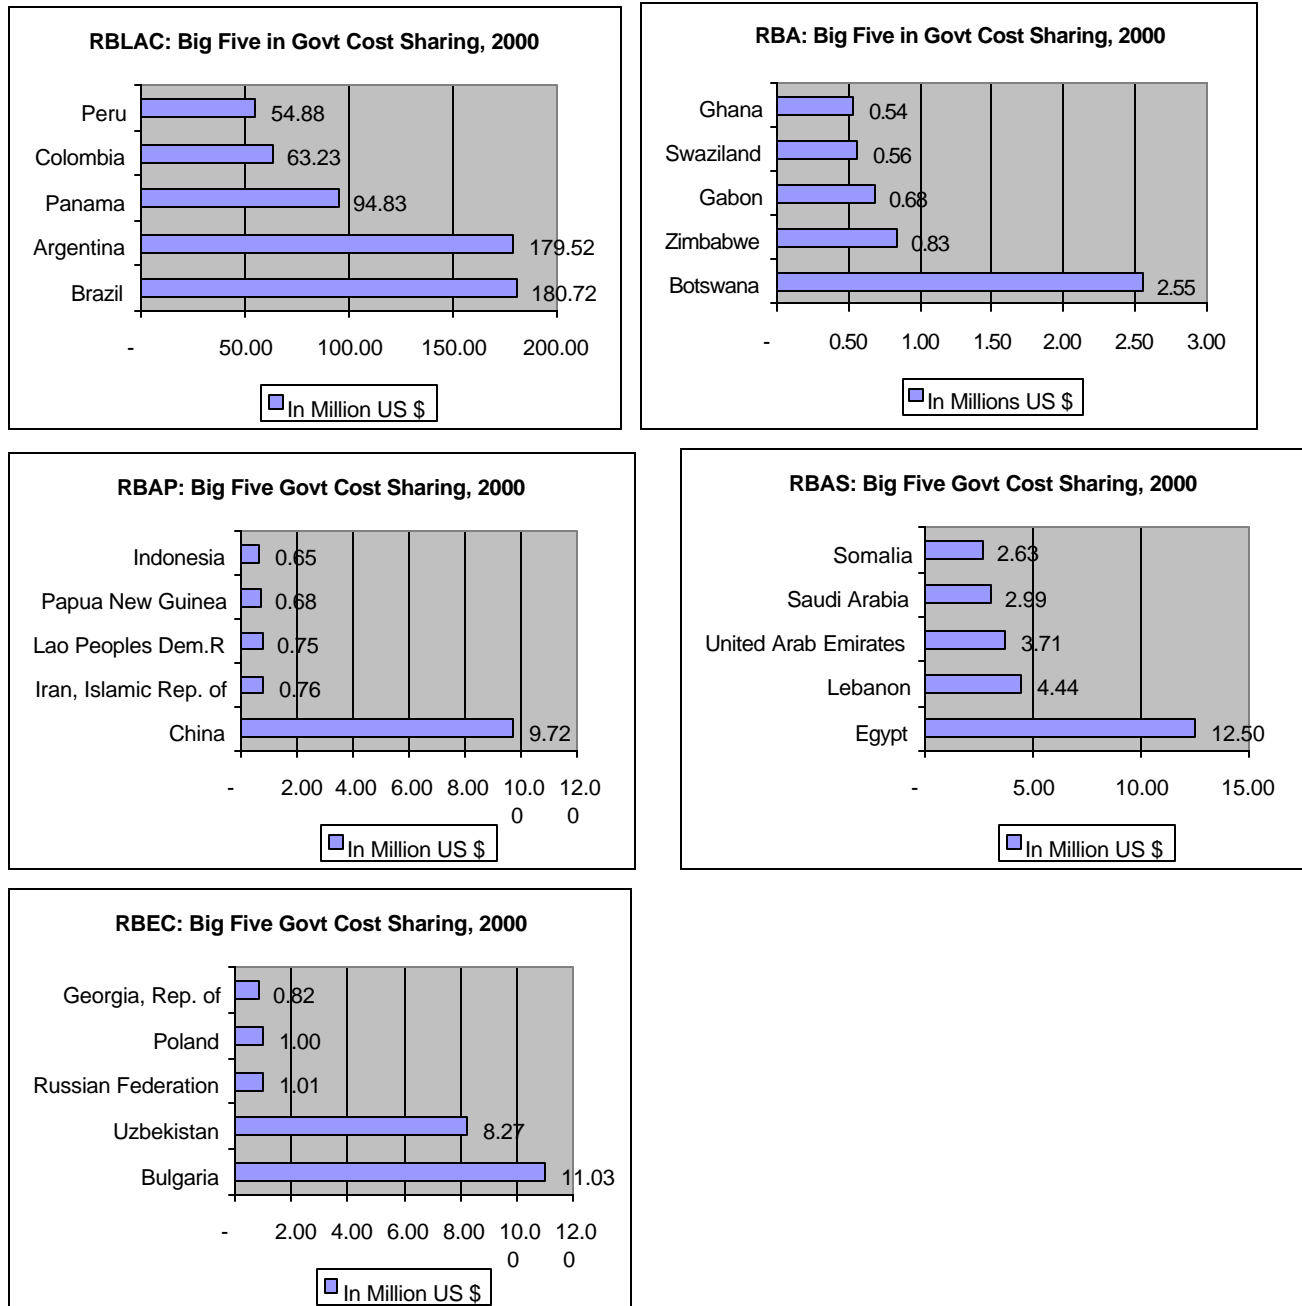 RBLAC: Big Five in Govt Cost Sharing, 2000
Peru 54.88
Colombia 63.23
Panama 94.83
Argentina 179.52
Brazil 180.72
- 50.00 100.00 150.00 200.00
In Million US $
RBA: Big Five in Govt Cost Sharing, 2000
Ghana 0.54
Swaziland 0.56
Gabon 0.68
Zimbabwe 0.83
Botswana 2.55
- 0.50 1.00 1.50 2.00 2.50 3.00
In Millions US $
RBAP: Big Five Govt Cost Sharing, 2000
Indonesia 0.65
Papua New Guinea 0.68
Lao Peoples Dem.R 0.75
Iran, Islamic Rep. of 0.76
China 9.72
- 2.00 4.00 6.00 8.00 10.0 12.0
0 0
In Million US $
RBAS: Big Five Govt Cost Sharing, 2000
Somalia 2.63
Saudi Arabia 2.99
United Arab Emirates 3.71
Lebanon 4.44
Egypt 12.50
- 5.00 10.00 15.00
In Million US $
RBEC: Big Five Govt Cost Sharing, 2000
Georgia, Rep. of 0.82
Poland 1.00
Russian Federation 1.01
Uzbekistan 8.27
Bulgaria 11.03
- 2.00 4.00 6.00 8.00 10.0 12.0
0 0
In Million US $